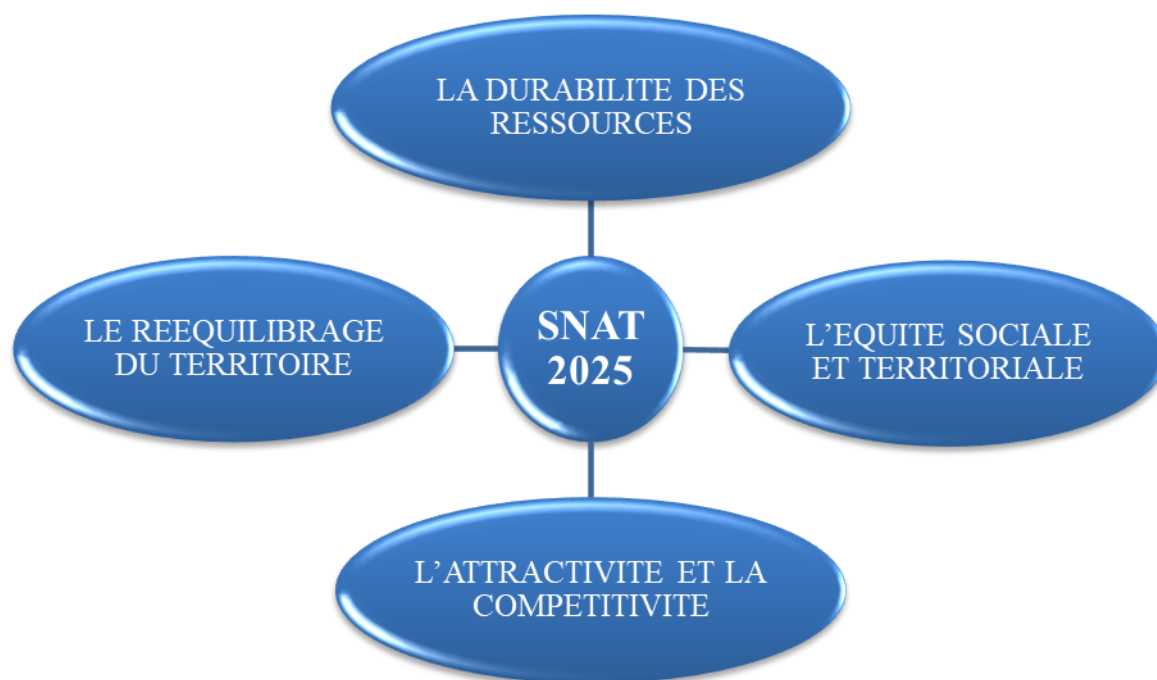 LA DURABILITE DES
RESSOURCES
LE REEQUILIBRAGE
DU TERRITOIRE
SNAT
2025
L’EQUITE SOCIALE
ET TERRITORIALE
L’ATTRACTIVITE ET LA
COMPETITIVITE